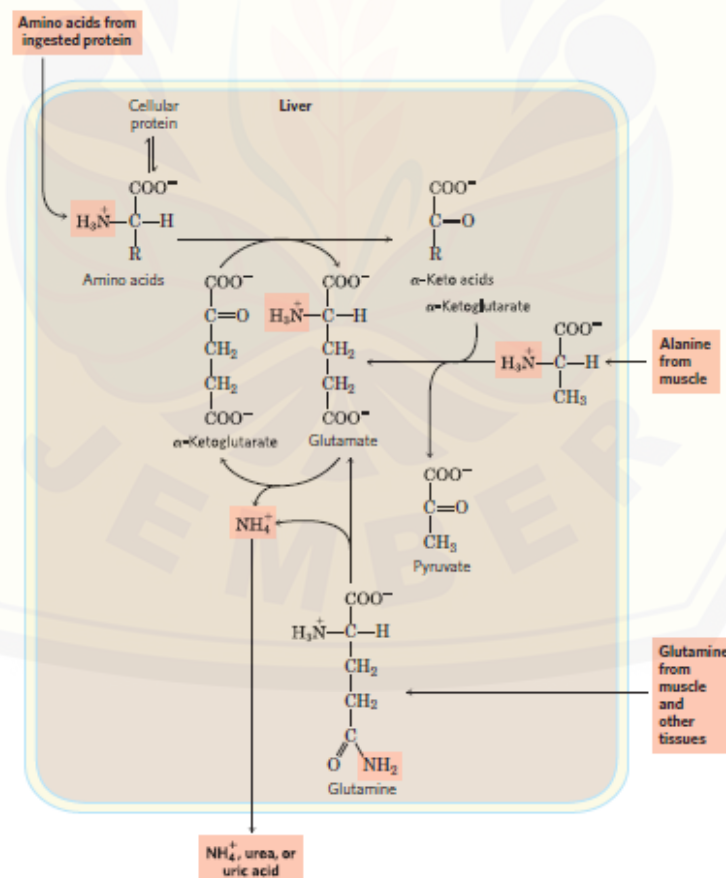 Amino acids from
ingested protein
Cellular
protein
Liver
COO⁻
H₃N⁺—C—H
R
Amino acids
COO⁻
C—O
R
α-Keto acids
COO⁻
C=O
CH₂
CH₂
COO⁻
α-Ketoglutarate
COO⁻
H₃N⁺—C—H
CH₂
CH₂
COO⁻
Glutamate
α-Ketoglutarate
COO⁻
H₃N⁺—C—H
CH₃
Alanine
from
muscle
COO⁻
C=O
CH₃
Pyruvate
NH₄⁺
COO⁻
H₃N⁺—C—H
CH₂
CH₂
C
O NH₂
Glutamine
Glutamine
from
muscle
and
other
tissues
NH₄⁺, urea, or
uric acid
JEMBER